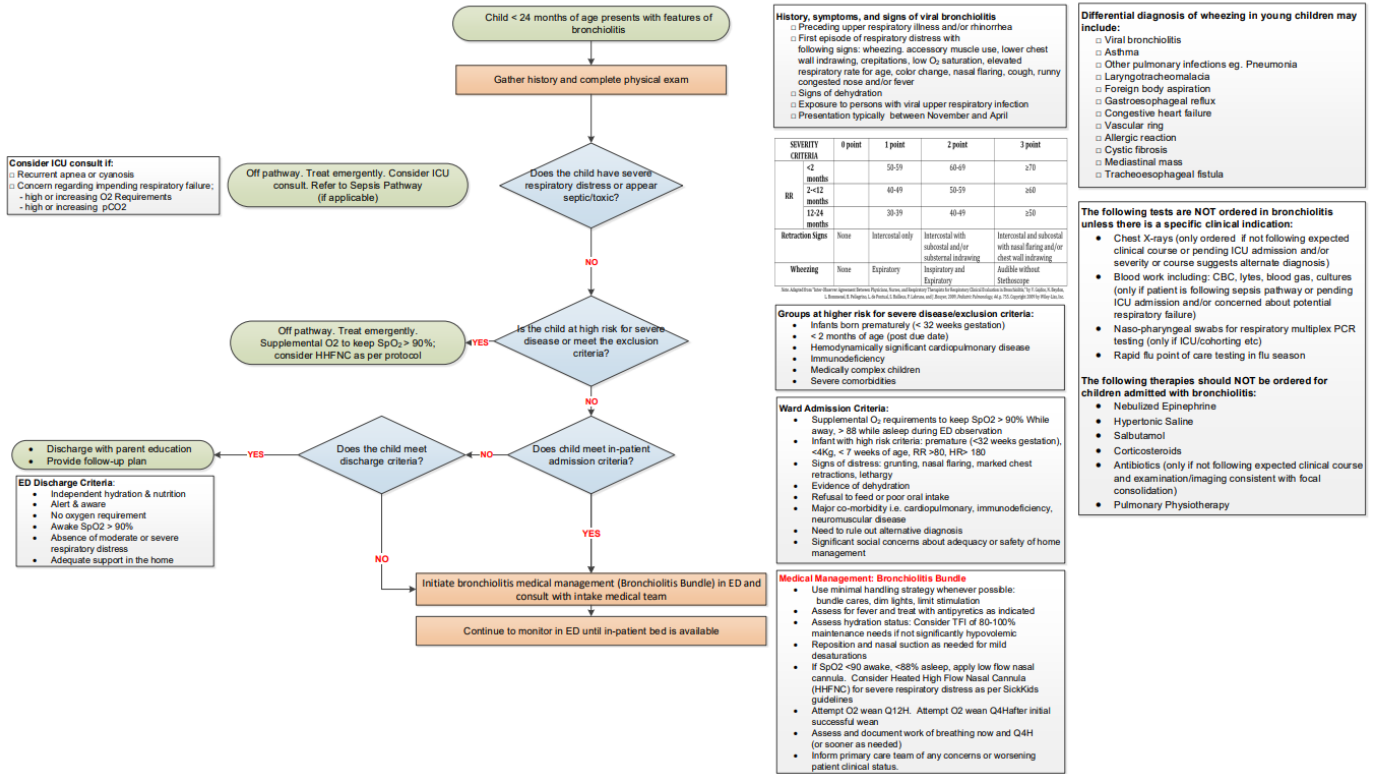 Child < 24 months of age presents with features of
bronchiolitis
Gather history and complete physical exam
Consider ICU consult if:
□ Recurrent apnea or cyanosis
□ Concern regarding impending respiratory failure;
- high or increasing O2 Requirements
- high or increasing pCO2
Off pathway. Treat emergently. Consider ICU
consult. Refer to Sepsis Pathway
(if applicable)
Does the child have severe
respiratory distress or appear
septic/toxic?
NO
Off pathway. Treat emergently.
Supplemental O2 to keep SpO2 > 90%;
consider HHFNC as per protocol
YES
Is the child at high risk for severe
disease or meet the exclusion
criteria?
NO
Discharge with parent education
Provide follow-up plan
YES
Does the child meet
discharge criteria?
NO
Does child meet in-patient
admission criteria?
ED Discharge Criteria:
• Independent hydration & nutrition
• Alert & aware
• No oxygen requirement
• Awake SpO2 > 90%
• Absence of moderate or severe
respiratory distress
• Adequate support in the home
NO
YES
Initiate bronchiolitis medical management (Bronchiolitis Bundle) in ED and
consult with intake medical team
Continue to monitor in ED until in-patient bed is available
History, symptoms, and signs of viral bronchiolitis
□ Preceding upper respiratory illness and/or rhinorrhea
□ First episode of respiratory distress with
following signs: wheezing. accessory muscle use, lower chest
wall indrawing, crepitations, low O2 saturation, elevated
respiratory rate for age, color change, nasal flaring, cough, runny
congested nose and/or fever
□ Signs of dehydration
□ Exposure to persons with viral upper respiratory infection
□ Presentation typically between November and April
SEVERITY CRITERIA 0 point 1 point 2 point 3 point
RR <2 months 50-59 60-69 ≥70
2-<12 months 40-49 50-59 ≥60
12-24 months 30-39 40-49 ≥50
Retraction Signs None Intercostal only Intercostal with subcostal and/or substernal indrawing Intercostal and subcostal with nasal flaring and/or chest wall indrawing
Wheezing None Expiratory Inspiratory and Expiratory Audible without Stethoscope
Groups at higher risk for severe disease/exclusion criteria:
• Infants born prematurely (< 32 weeks gestation)
• < 2 months of age (post due date)
• Hemodynamically significant cardiopulmonary disease
• Immunodeficiency
• Medically complex children
• Severe comorbidities
Ward Admission Criteria:
• Supplemental O2 requirements to keep SpO2 > 90% While
away, > 88 while asleep during ED observation
• Infant with high risk criteria: premature (<32 weeks gestation),
<4Kg, < 7 weeks of age, RR >80, HR> 180
• Signs of distress: grunting, nasal flaring, marked chest
retractions, lethargy
• Evidence of dehydration
• Refusal to feed or poor oral intake
• Major co-morbidity i.e. cardiopulmonary, immunodeficiency,
neuromuscular disease
• Need to rule out alternative diagnosis
• Significant social concerns about adequacy or safety of home
management
Medical Management: Bronchiolitis Bundle
• Use minimal handling strategy whenever possible:
bundle cares, dim lights, limit stimulation
• Assess for fever and treat with antipyretics as indicated
• Assess hydration status: Consider TFI of 80-100%
maintenance needs if not significantly hypovolemic
• Reposition and nasal suction as needed for mild
desaturations
• If SpO2 <90 awake, <88% asleep, apply low flow nasal
cannula. Consider Heated High Flow Nasal Cannula
(HHFNC) for severe respiratory distress as per SickKids
guidelines
• Attempt O2 wean Q12H. Attempt O2 wean Q4Hafter initial
successful wean
• Assess and document work of breathing now and Q4H
(or sooner as needed)
• Inform primary care team of any concerns or worsening
patient clinical status.
Differential diagnosis of wheezing in young children may
include:
□ Viral bronchiolitis
□ Asthma
□ Other pulmonary infections eg. Pneumonia
□ Laryngotracheomalacia
□ Foreign body aspiration
□ Gastroesophageal reflux
□ Congestive heart failure
□ Vascular ring
□ Allergic reaction
□ Cystic fibrosis
□ Mediastinal mass
□ Tracheoesophageal fistula
The following tests are NOT ordered in bronchiolitis
unless there is a specific clinical indication:
• Chest X-rays (only ordered if not following expected
clinical course or pending ICU admission and/or
severity or course suggests alternate diagnosis)
• Blood work including: CBC, lytes, blood gas, cultures
(only if patient is following sepsis pathway or pending
ICU admission and/or concerned about potential
respiratory failure)
• Naso-pharyngeal swabs for respiratory multiplex PCR
testing (only if ICU/cohorting etc)
• Rapid flu point of care testing in flu season
The following therapies should NOT be ordered for
children admitted with bronchiolitis:
• Nebulized Epinephrine
• Hypertonic Saline
• Salbutamol
• Corticosteroids
• Antibiotics (only if not following expected clinical course
and examination/imaging consistent with focal
consolidation)
• Pulmonary Physiotherapy